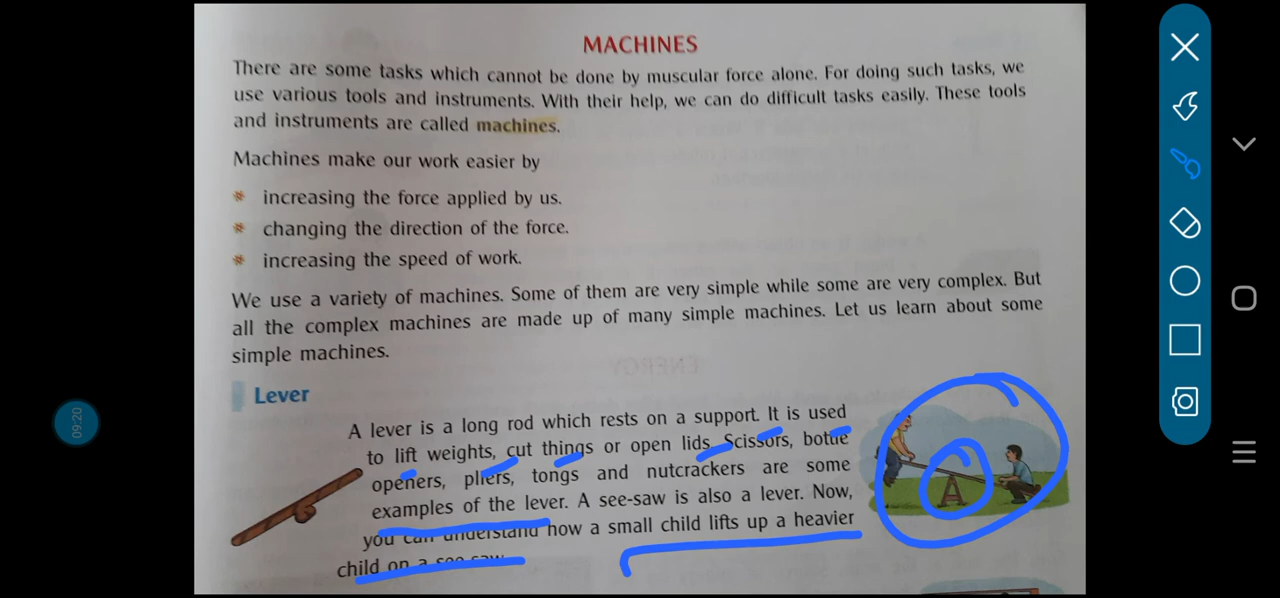 MACHINES
There are some tasks which cannot be done by muscular force alone. For doing such tasks, we
use various tools and instruments. With their help, we can do difficult tasks easily. These tools
and instruments are called machines.
Machines make our work easier by
* increasing the force applied by us.
* changing the direction of the force.
* increasing the speed of work.
We use a variety of machines. Some of them are very simple while some are very complex. But
all the complex machines are made up of many simple machines. Let us learn about some
simple machines.
Lever
A lever is a long rod which rests on a support. It is used
to lift weights, cut things or open lids. Scissors, bottle
openers, pliers, tongs and nutcrackers are some
examples of the lever. A see-saw is also a lever. Now,
you can understand how a small child lifts up a heavier
child on a see-saw.
09:20
ENERGY